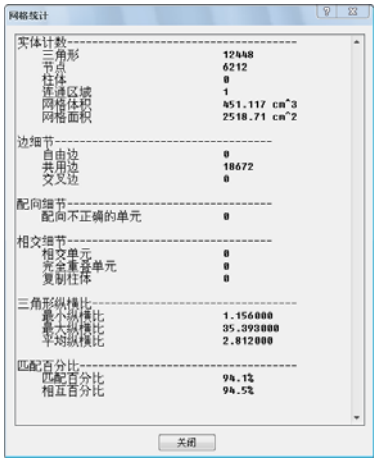 网格统计
实体计数------------------------------------
三角形 12448
节点 6212
柱体 0
连通区域 1
网格体积 451.117 cm^3
网格面积 2518.71 cm^2
边细节--------------------------------
自由边 0
共用边 18672
交叉边 0
配向细节--------------------------------
配向不正确的单元 0
相交细节--------------------------------
相交单元 0
完全重叠单元 0
复制柱体 0
三角形纵横比--------------------------------
最小纵横比 1.156000
最大纵横比 35.393000
平均纵横比 2.812000
匹配百分比--------------------------------
匹配百分比 94.1%
相互百分比 94.5%
关闭